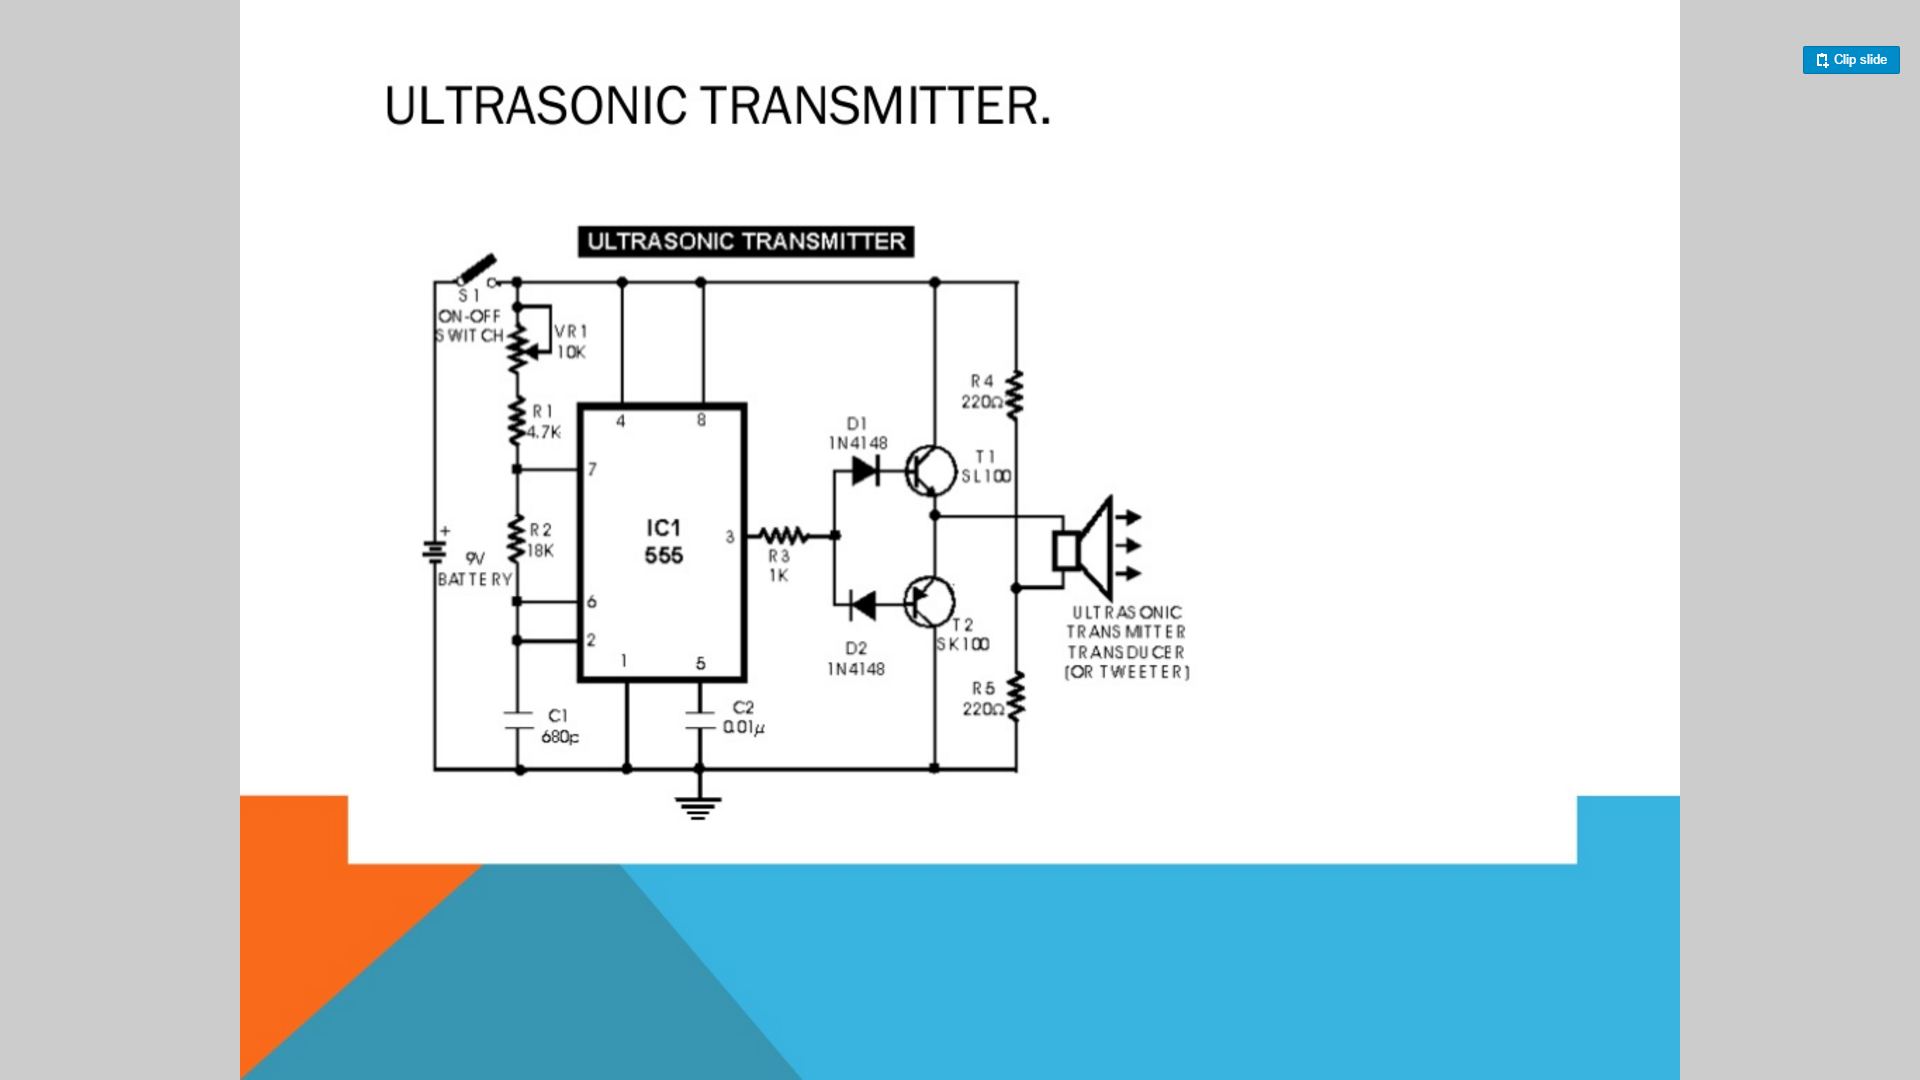 Clip slide
ULTRASONIC TRANSMITTER.
ULTRASONIC TRANSMITTER
S1
ON-OFF
SWITCH
VR1
10K
R1
4.7K
R2
18K
+
9V
BATTERY
4
8
7
IC1
555
3
6
2
1
5
C1
680p
C2
0.01µ
R3
1K
D1
1N4148
D2
1N4148
T1
SL100
T2
SK100
R4
220Ω
R5
220Ω
ULTRASONIC
TRANSMITTER
TRANSDUCER
(OR TWEETER)